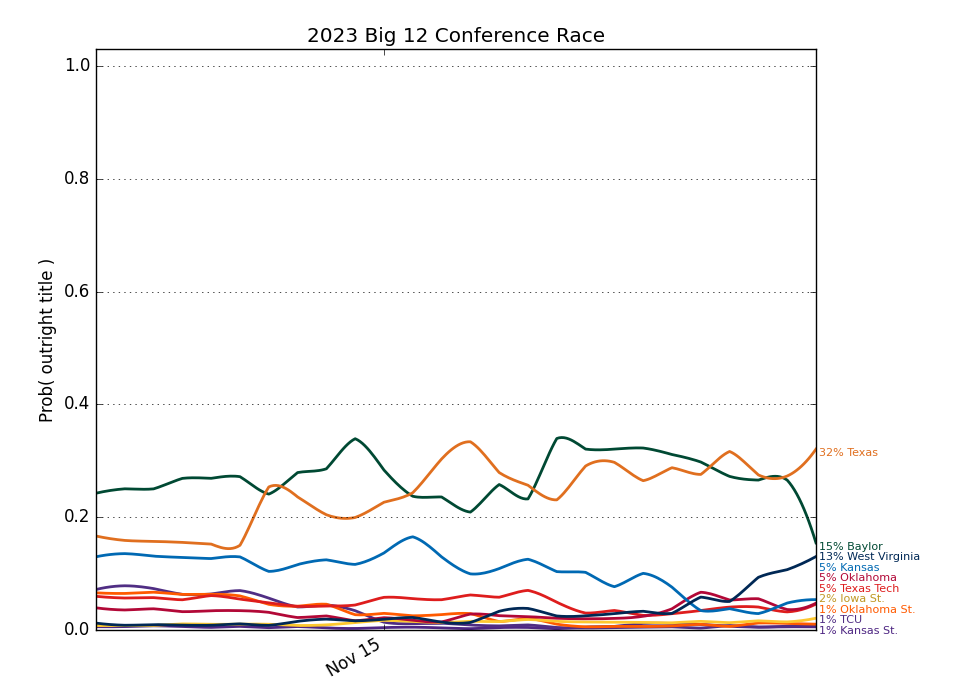 2023 Big 12 Conference Race
Prob( outright title )
1.0
0.8
0.6
0.4
0.2
0.0
Nov 15
32% Texas
15% Baylor
13% West Virginia
5% Kansas
5% Oklahoma
5% Texas Tech
2% Iowa St.
1% Oklahoma St.
1% TCU
1% Kansas St.